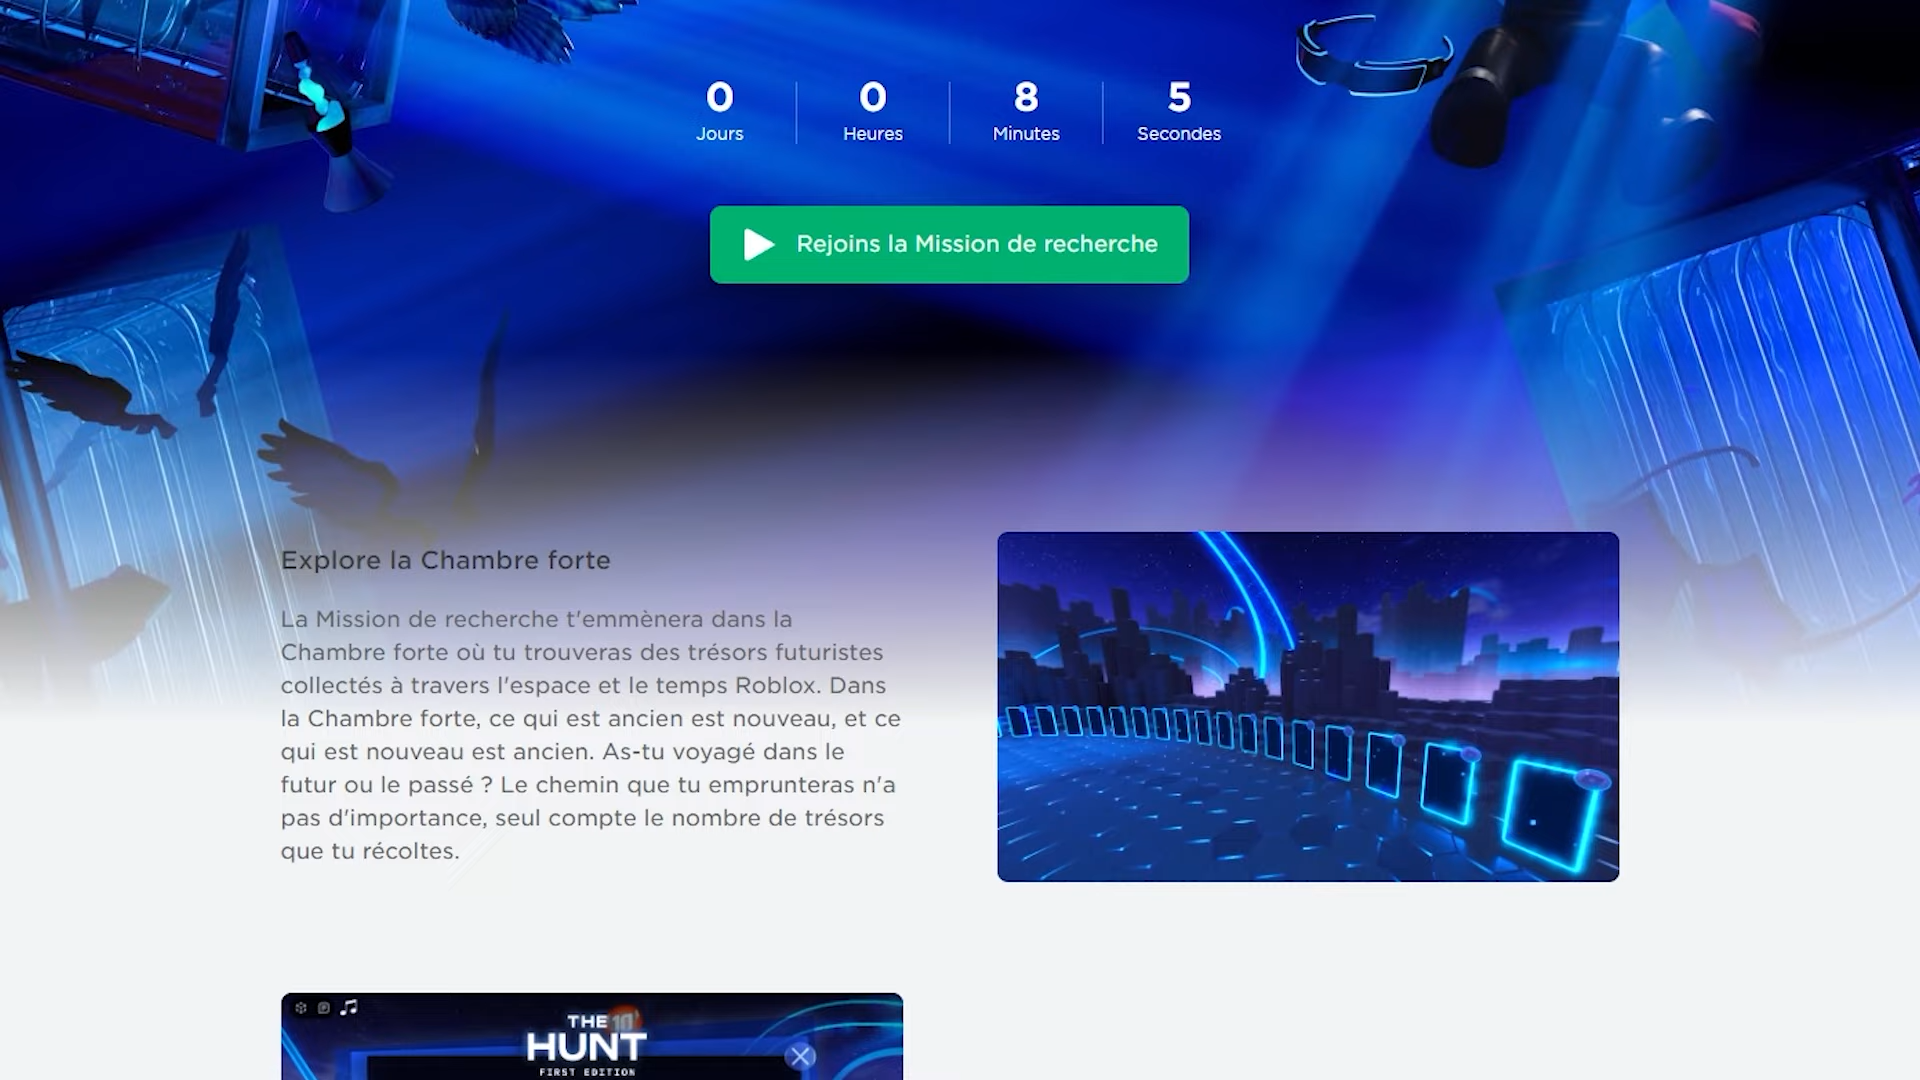 0 0 8 5
Jours Heures Minutes Secondes
Rejoins la Mission de recherche
Explore la Chambre forte
La Mission de recherche t'emmènera dans la
Chambre forte où tu trouveras des trésors futuristes
collectés à travers l'espace et le temps Roblox. Dans
la Chambre forte, ce qui est ancien est nouveau, et ce
qui est nouveau est ancien. As-tu voyagé dans le
futur ou le passé ? Le chemin que tu emprunteras n'a
pas d'importance, seul compte le nombre de trésors
que tu récoltes.
THE
HUNT
FIRST EDITION